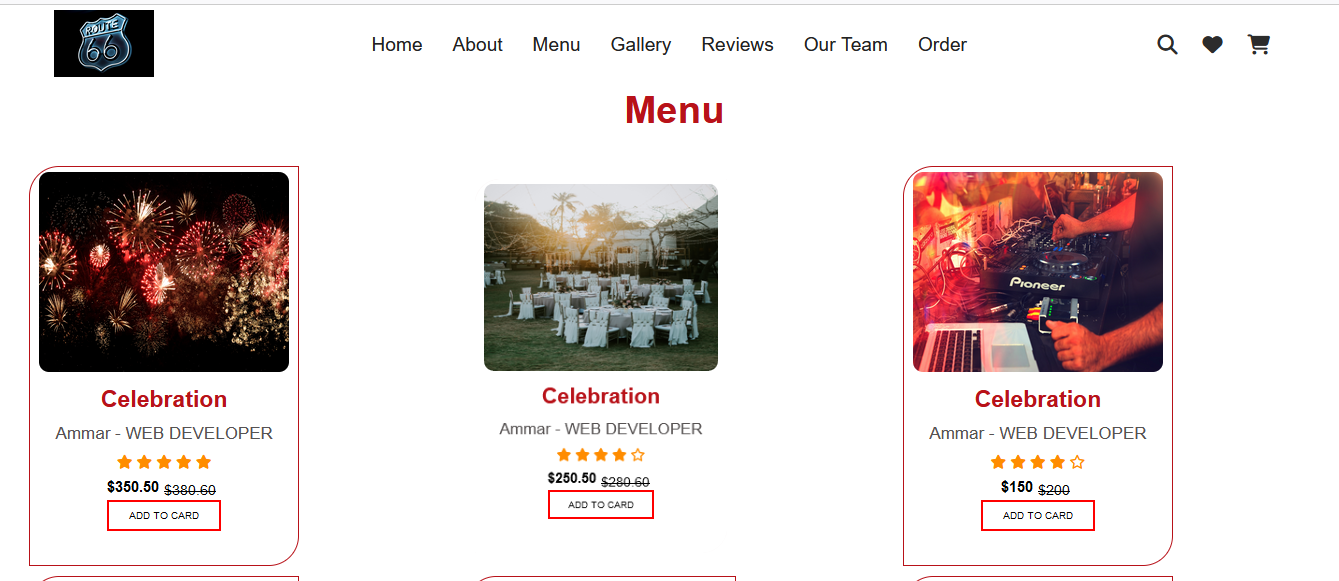 ROUTE
66
Home About Menu Gallery Reviews Our Team Order
Menu
Pioneer
Celebration Celebration Celebration
Ammar - WEB DEVELOPER Ammar - WEB DEVELOPER Ammar - WEB DEVELOPER
$350.50 $380.60 $250.50 $280.60 $150 $200
ADD TO CARD ADD TO CARD ADD TO CARD